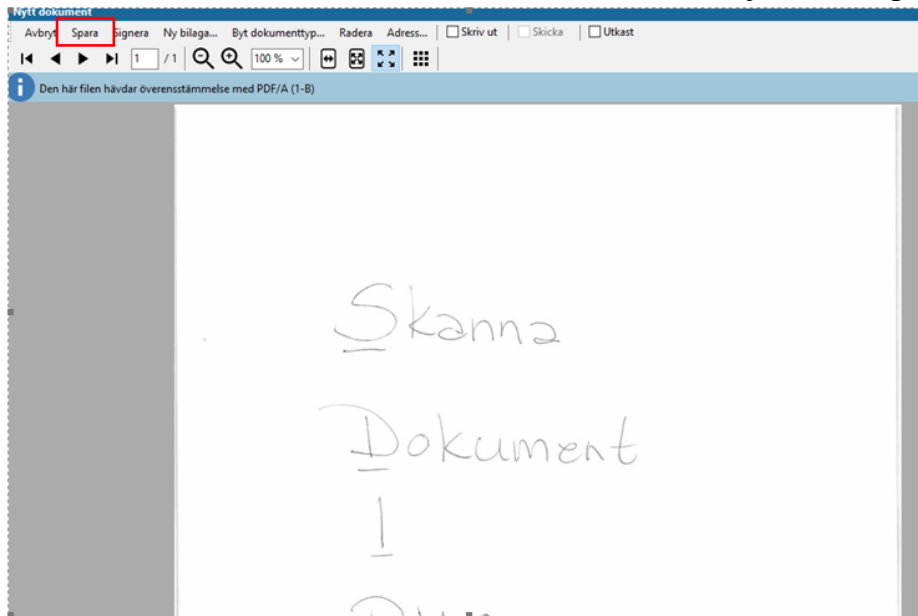 Nytt dokument
Avbryt Spara Signera Ny bilaga... Byt dokumenttyp... Radera Adress... Skriv ut Skicka Utkast
1 / 1 100 %
Den här filen hävdar överensstämmelse med PDF/A (1-B)
Skanna
Dokument
I